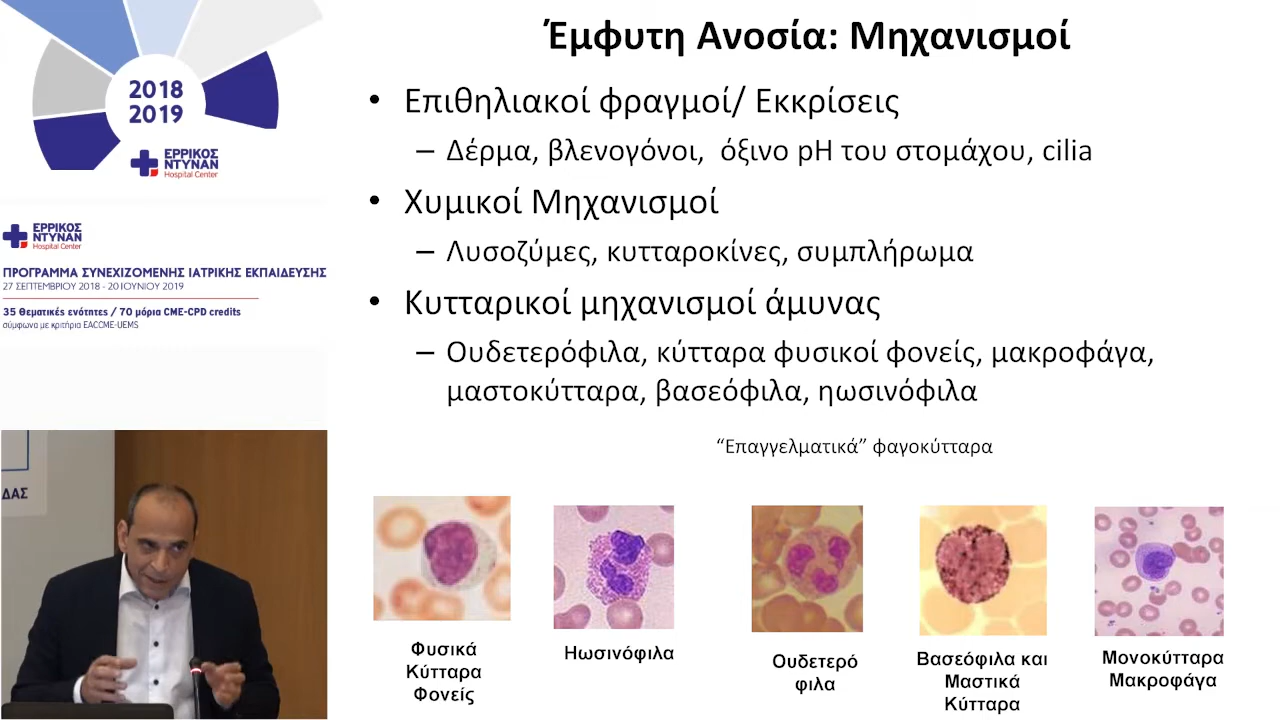 2018
2019
ΕΡΡΙΚΟΣ
ΝΤΥΝΑΝ
Hospital Center
ΕΡΡΙΚΟΣ
ΝΤΥΝΑΝ
Hospital Center
ΠΡΟΓΡΑΜΜΑ ΣΥΝΕΧΙΖΟΜΕΝΗΣ ΙΑΤΡΙΚΗΣ ΕΚΠΑΙΔΕΥΣΗΣ
27 ΣΕΠΤΕΜΒΡΙΟΥ 2018 - 20 ΙΟΥΝΙΟΥ 2019
35 Θεματικές ενότητες / 70 μόρια CME-CPD credits
σύμφωνα με κριτήρια EACCME-UEMS
ΔΑΣ
Έμφυτη Ανοσία: Μηχανισμοί
• Επιθηλιακοί φραγμοί/ Εκκρίσεις
– Δέρμα, βλενογόνοι, όξινο pH του στομάχου, cilia
• Χυμικοί Μηχανισμοί
– Λυσοζύμες, κυτταροκίνες, συμπλήρωμα
• Κυτταρικοί μηχανισμοί άμυνας
– Ουδετερόφιλα, κύτταρα φυσικοί φονείς, μακροφάγα,
μαστοκύτταρα, βασεόφιλα, ηωσινόφιλα
“Επαγγελματικά” φαγοκύτταρα
Φυσικά
Κύτταρα
Φονείς
Ηωσινόφιλα
Ουδετερό
φιλα
Βασεόφιλα και
Μαστικά
Κύτταρα
Μονοκύτταρα
Μακροφάγα